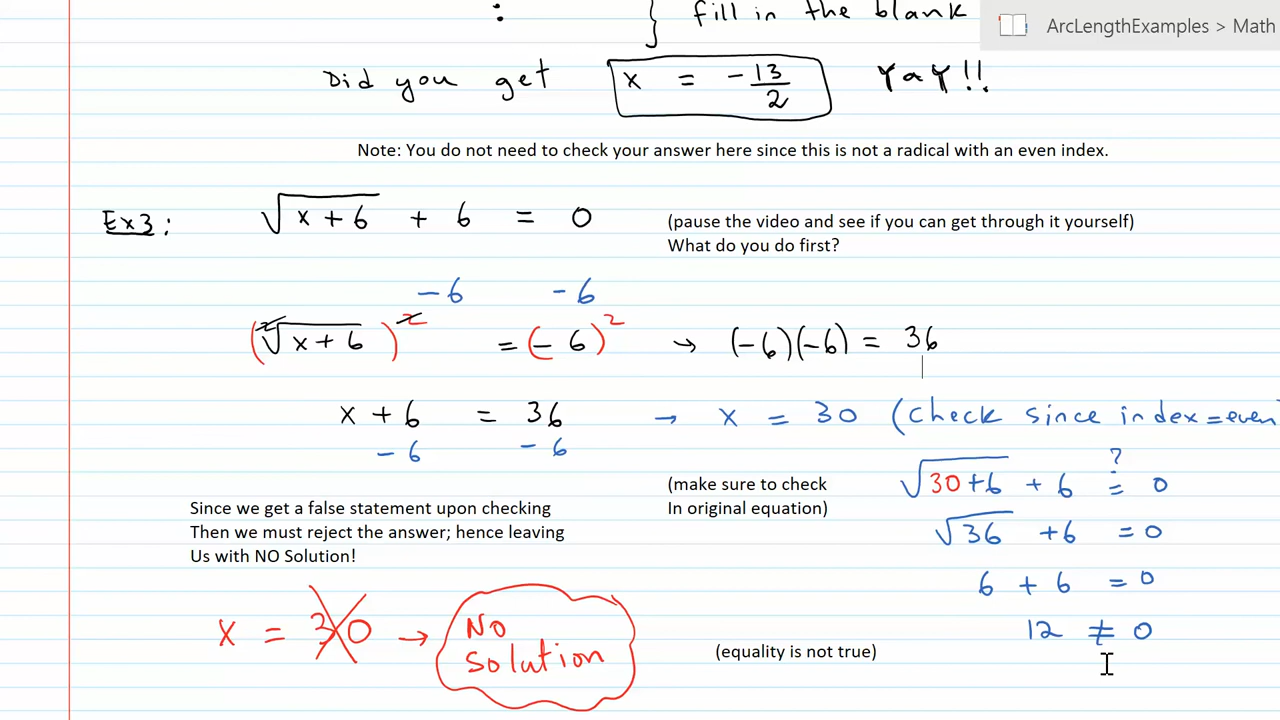 : } fill in the blank
ArcLengthExamples > Math
Did you get x = -13/2 YaY!!
Note: You do not need to check your answer here since this is not a radical with an even index.
Ex3: √(x+6) + 6 = 0
(pause the video and see if you can get through it yourself)
What do you do first?
-6 -6
(²√(x+6))² = (-6)² → (-6)(-6) = 36
x + 6 = 36 → x = 30 (check since index=even
-6 -6
(make sure to check
In original equation)
√(30+6) + 6 ?= 0
√36 +6 = 0
6 + 6 = 0
12 ≠ 0
(equality is not true)
Since we get a false statement upon checking
Then we must reject the answer; hence leaving
Us with NO Solution!
x = 30 → No
solution